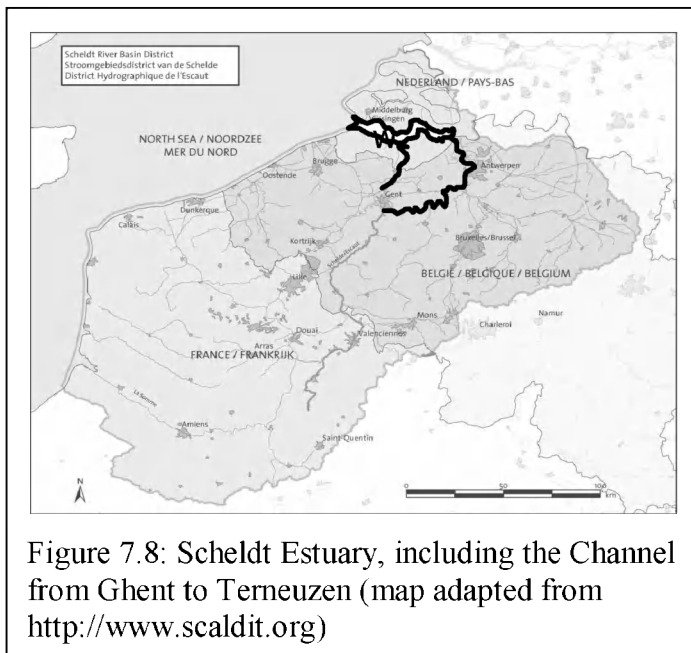 Scheldt River Basin District
Stroomgebiedsdistrict van de Schelde
District Hydrographique de l'Escaut
NEDERLAND / PAYS-BAS
Middelburg
NORTH SEA / NOORDZEE
MER DU NORD
Antwerpen
Brugge
Oostende
Gent
Dunkerque
Calais
Kortrijk
Bruxelles/Brussel
Lille
BELGIË / BELGIQUE / BELGIUM
Mons
Namur
Charleroi
Douai
Valenciennes
Arras
FRANCE / FRANKRIJK
La Somme
Amiens
Saint-Quentin
N
0
100
km
Figure 7.8: Scheldt Estuary, including the Channel
from Ghent to Terneuzen (map adapted from
http://www.scaldit.org)